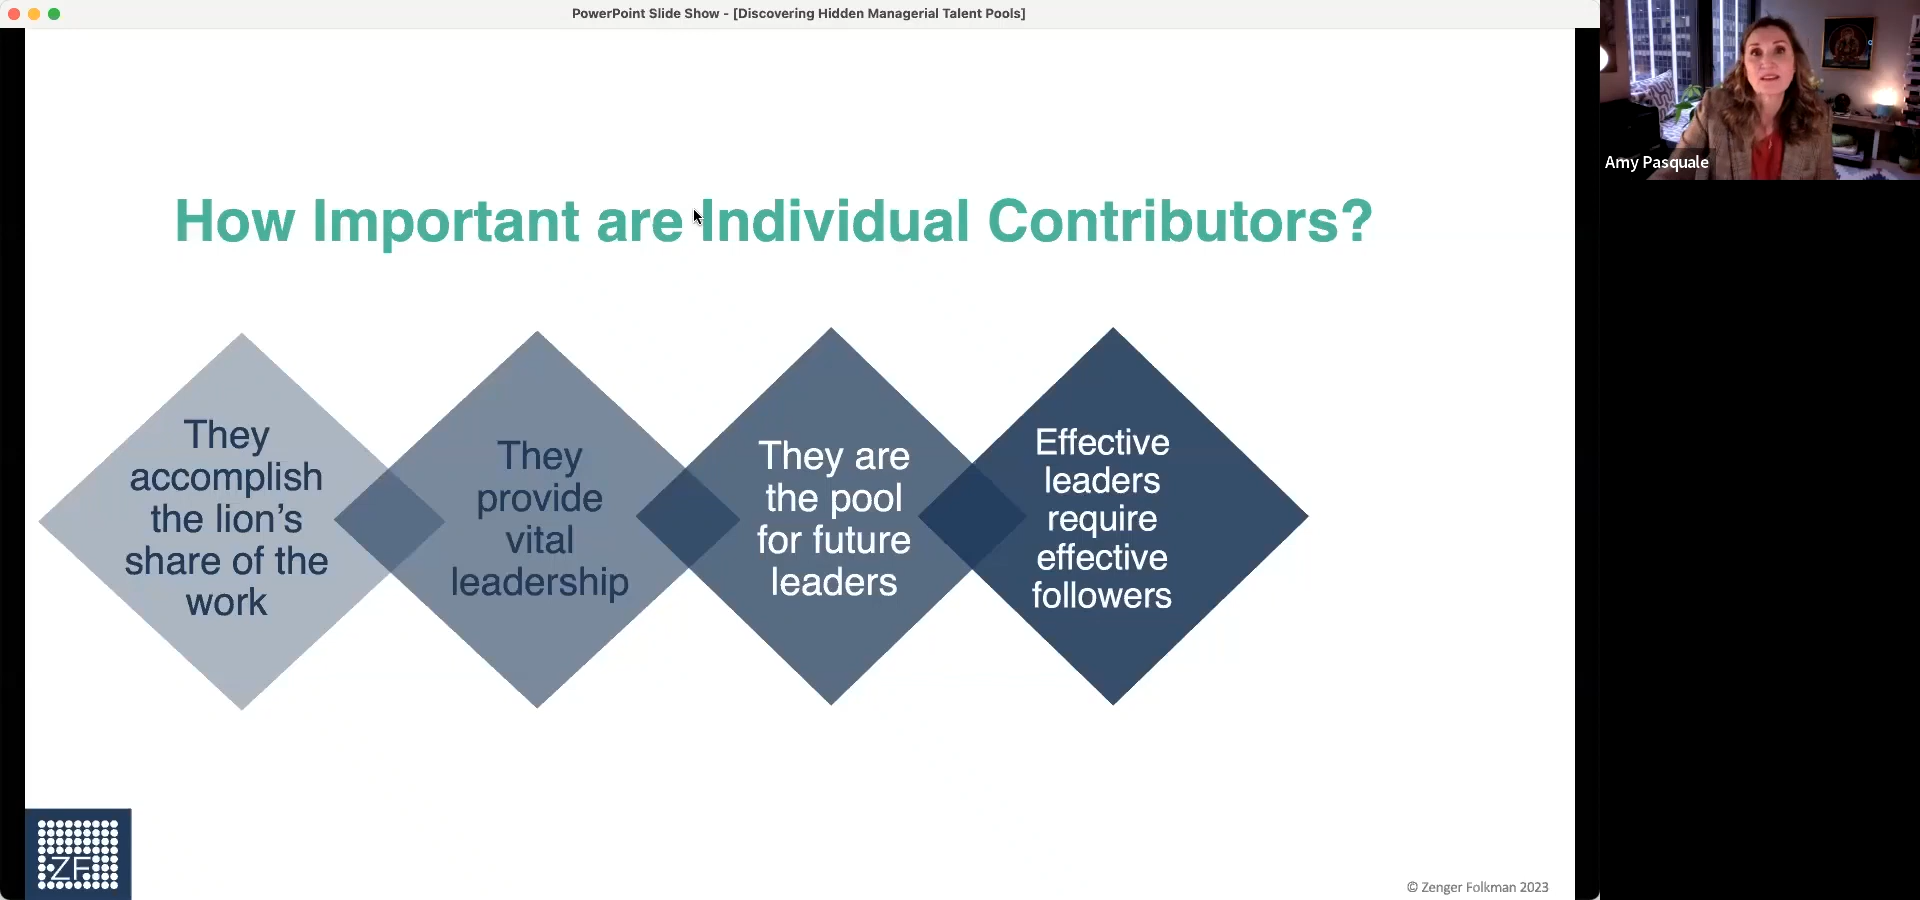 PowerPoint Slide Show - [Discovering Hidden Managerial Talent Pools]
Amy Pasquale
How Important are Individual Contributors?
They
accomplish
the lion’s
share of the
work
They
provide
vital
leadership
They are
the pool
for future
leaders
Effective
leaders
require
effective
followers
ZF
© Zenger Folkman 2023